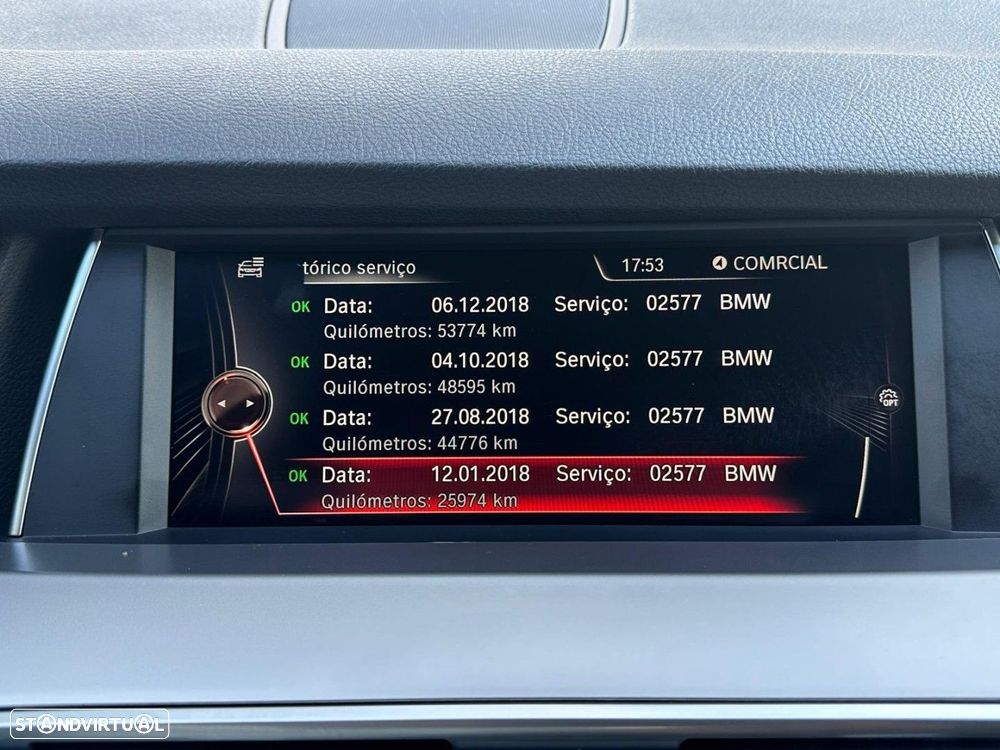 tórico serviço 17:53 COMRCIAL
OK Data: 06.12.2018 Serviço: 02577 BMW
Quilómetros: 53774 km
OK Data: 04.10.2018 Serviço: 02577 BMW
Quilómetros: 48595 km
OK Data: 27.08.2018 Serviço: 02577 BMW
Quilómetros: 44776 km
OPT
OK Data: 12.01.2018 Serviço: 02577 BMW
Quilómetros: 25974 km
STANDVIRTUAL